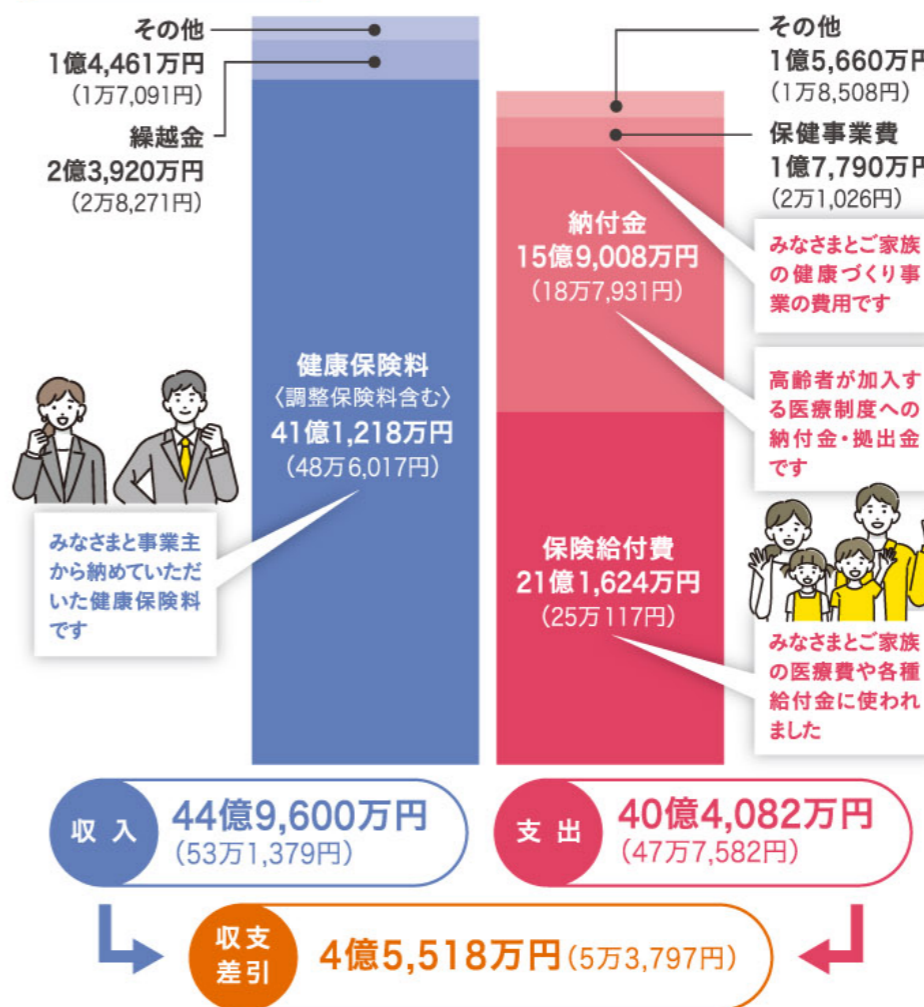 その他
1億4,461万円
(1万7,091円)
繰越金
2億3,920万円
(2万8,271円)
健康保険料
〈調整保険料含む〉
41億1,218万円
(48万6,017円)
みなさまと事業主
から納めていただ
いた健康保険料
です
その他
1億5,660万円
(1万8,508円)
保健事業費
1億7,790万円
(2万1,026円)
みなさまとご家族
の健康づくり事
業の費用です
納付金
15億9,008万円
(18万7,931円)
高齢者が加入す
る医療制度への
納付金・拠出金
です
保険給付費
21億1,624万円
(25万117円)
みなさまとご家族
の医療費や各種
給付金に使われ
ました
収入
44億9,600万円
(53万1,379円)
支出
40億4,082万円
(47万7,582円)
収支
差引
4億5,518万円(5万3,797円)